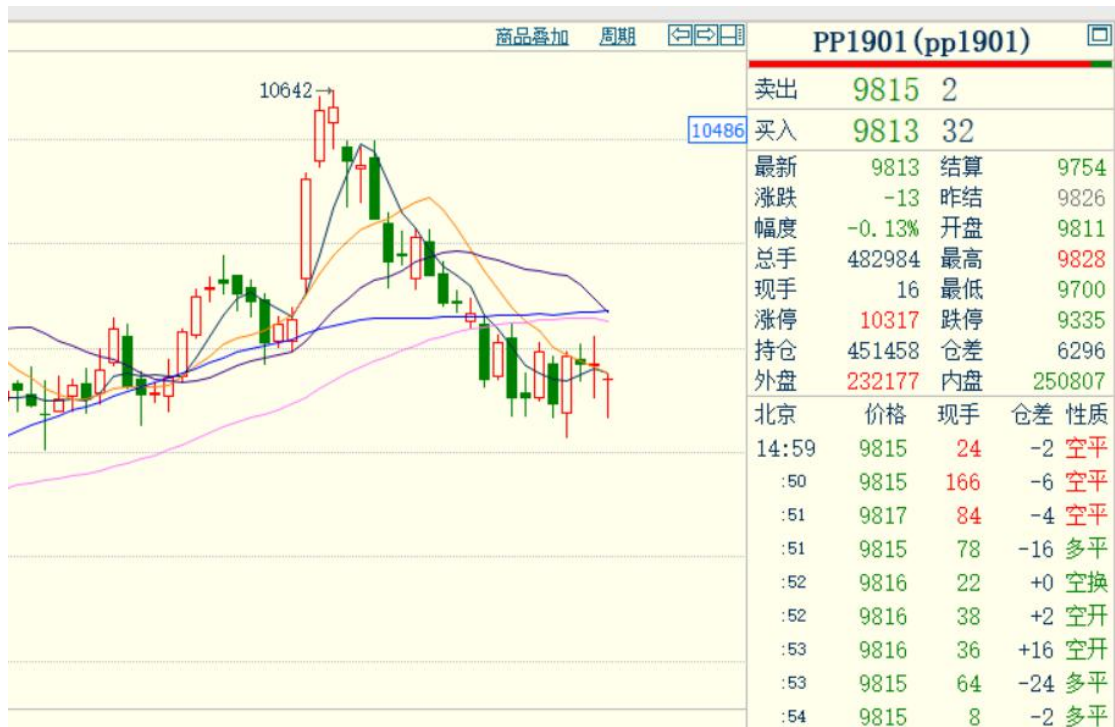 商品叠加 周期
PP1901(pp1901)
10642→
10486
卖出 9815 2
买入 9813 32
最新 9813 结算 9754
涨跌 -13 昨结 9826
幅度 -0.13% 开盘 9811
总手 482984 最高 9828
现手 16 最低 9700
涨停 10317 跌停 9335
持仓 451458 仓差 6296
外盘 232177 内盘 250807
北京 价格 现手 仓差 性质
14:59 9815 24 -2 空平
:50 9815 166 -6 空平
:51 9817 84 -4 空平
:51 9815 78 -16 多平
:52 9816 22 +0 空换
:52 9816 38 +2 空开
:53 9816 36 +16 空开
:53 9815 64 -24 多平
:54 9815 8 -2 多平